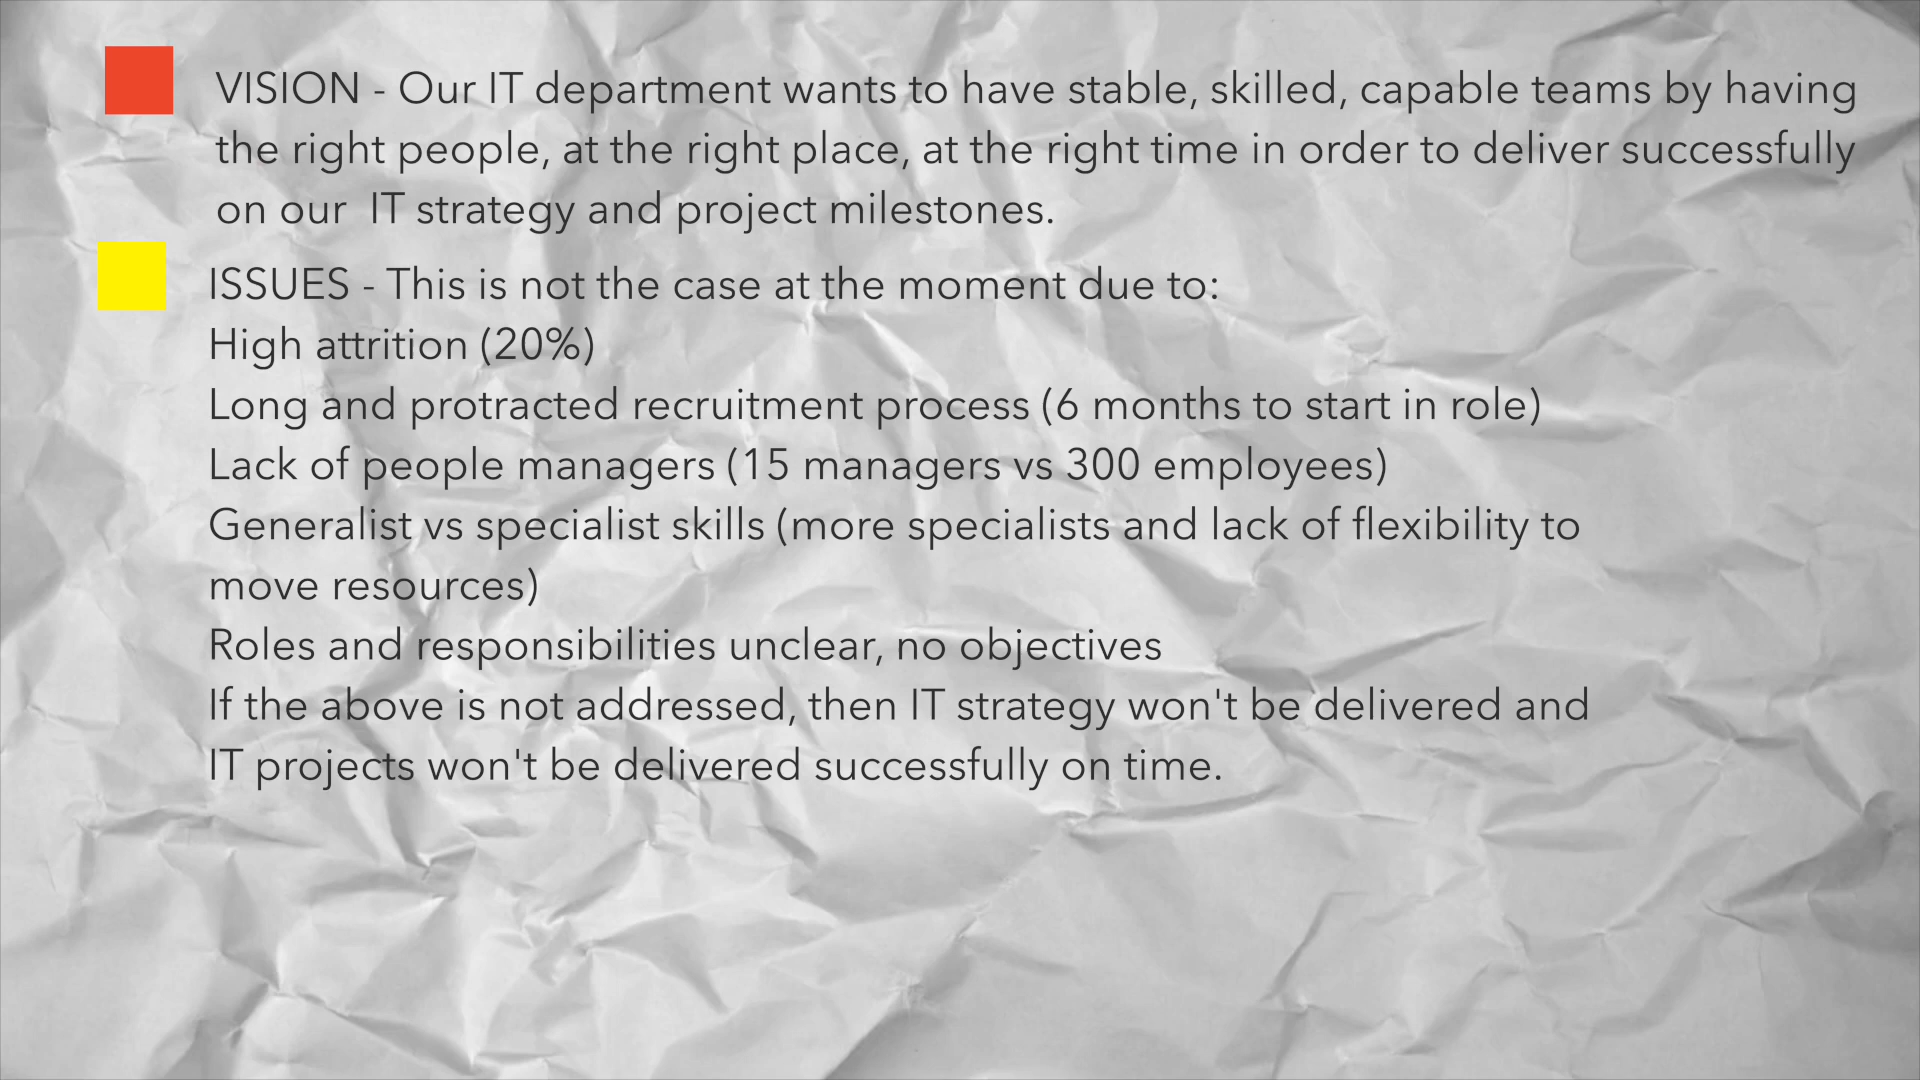 VISION - Our IT department wants to have stable, skilled, capable teams by having
the right people, at the right place, at the right time in order to deliver successfully
on our  IT strategy and project milestones.
ISSUES - This is not the case at the moment due to:
High attrition (20%)
Long and protracted recruitment process (6 months to start in role)
Lack of people managers (15 managers vs 300 employees)
Generalist vs specialist skills (more specialists and lack of flexibility to
move resources)
Roles and responsibilities unclear, no objectives
If the above is not addressed, then IT strategy won't be delivered and
IT projects won't be delivered successfully on time.